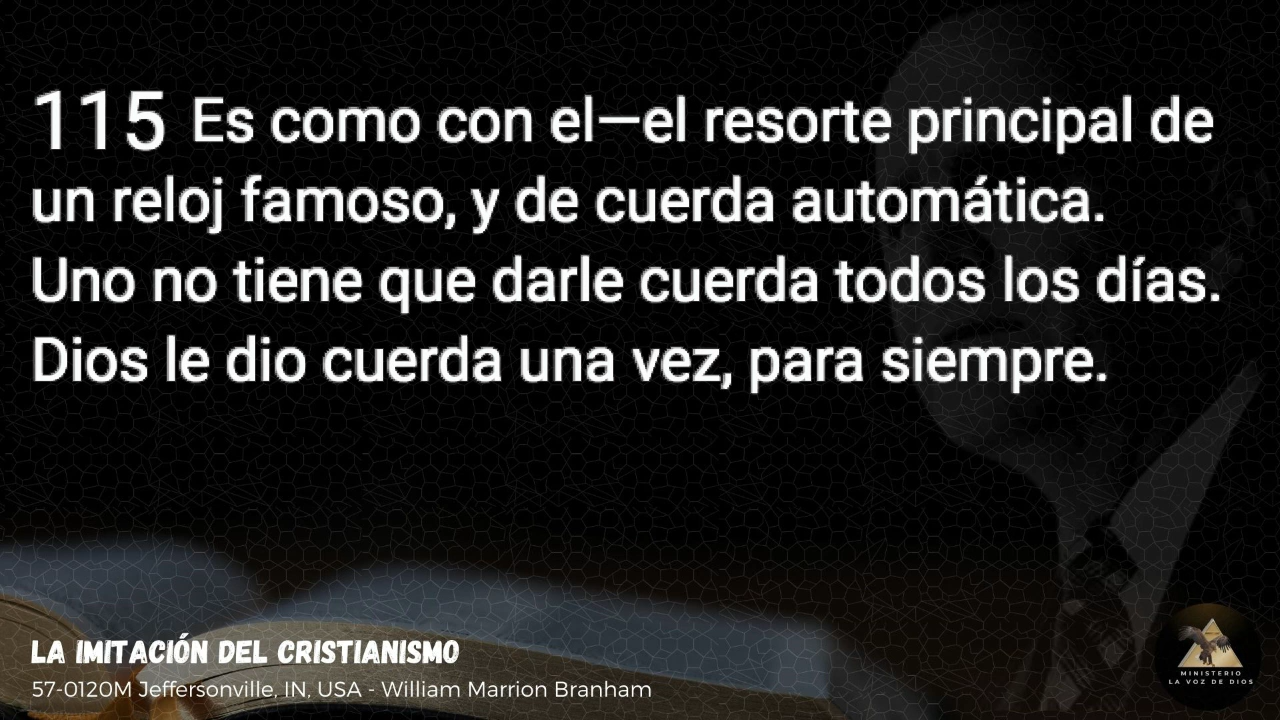 115 Es como con el—el resorte principal de
un reloj famoso, y de cuerda automática.
Uno no tiene que darle cuerda todos los días.
Dios le dio cuerda una vez, para siempre.
LA IMITACIÓN DEL CRISTIANISMO
57-0120M Jeffersonville, IN, USA - William Marrion Branham
MINISTERIO
LA VOZ DE DIOS